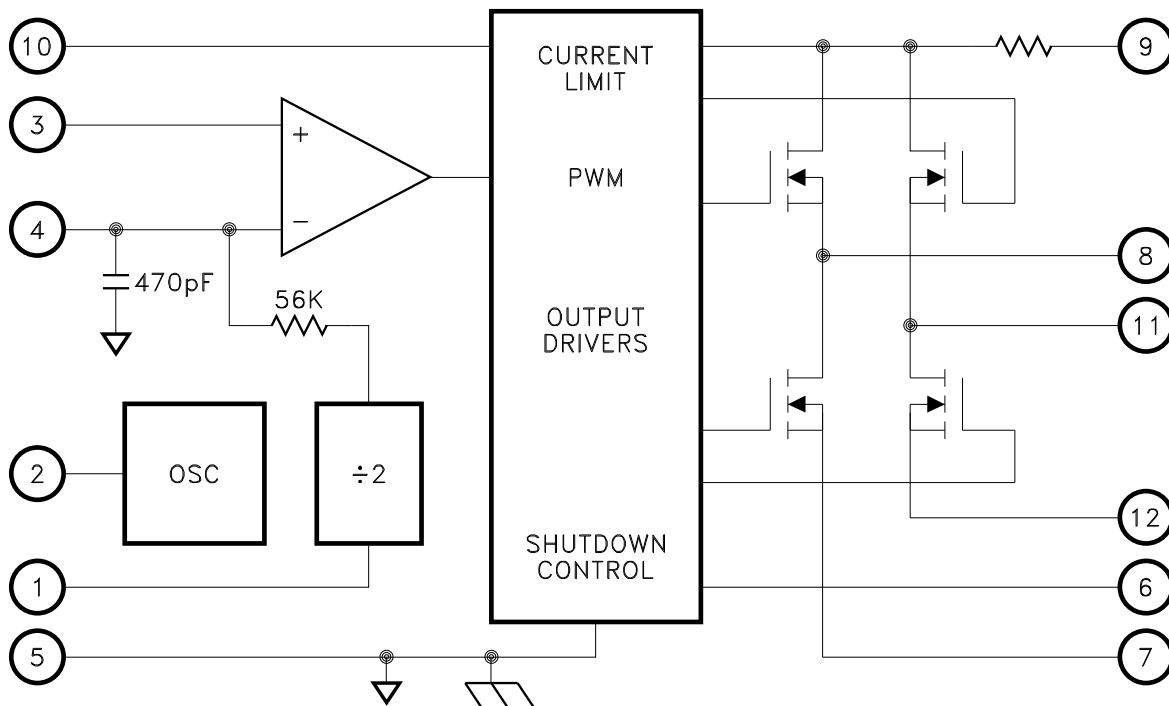 10
CURRENT
LIMIT
9
3
+
PWM
4
−
8
470pF
56K
OUTPUT
DRIVERS
11
2
OSC
÷2
12
SHUTDOWN
CONTROL
1
6
5
7